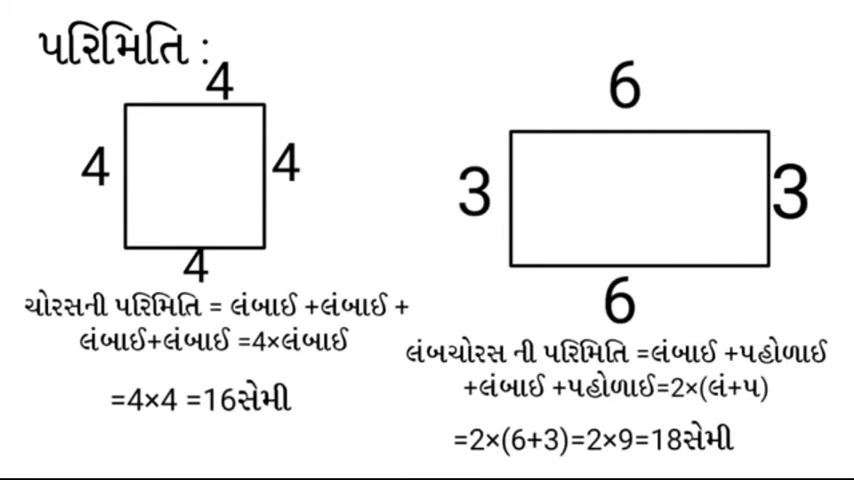 પરિમિતિ :
4
4
4
4
ચોરસની પરિમિતિ = લંબાઈ +લંબાઈ +
લંબાઈ+લંબાઈ =4×લંબાઈ
=4×4 =16સેમી
6
3
3
6
લંબચોરસ ની પરિમિતિ =લંબાઈ +પહોળાઈ
+લંબાઈ +પહોળાઈ=2×(લં+પ)
=2×(6+3)=2×9=18સેમી